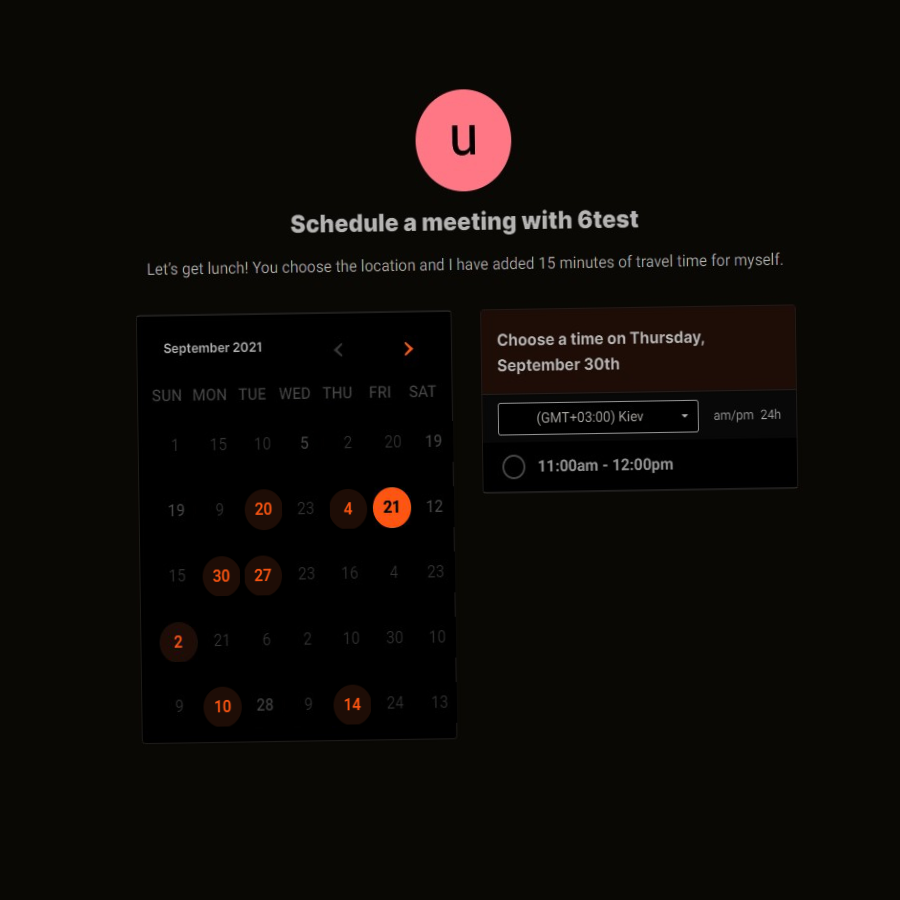 u
Schedule a meeting with 6test
Let's get lunch! You choose the location and I have added 15 minutes of travel time for myself.
September 2021
SUN MON TUE WED THU FRI SAT
1 15 10 5 2 20 19
19 9 20 23 4 21 12
15 30 27 23 16 4 23
2 21 6 2 10 30 10
9 10 28 9 14 24 13
Choose a time on Thursday,
September 30th
(GMT+03:00) Kiev am/pm 24h
11:00am - 12:00pm